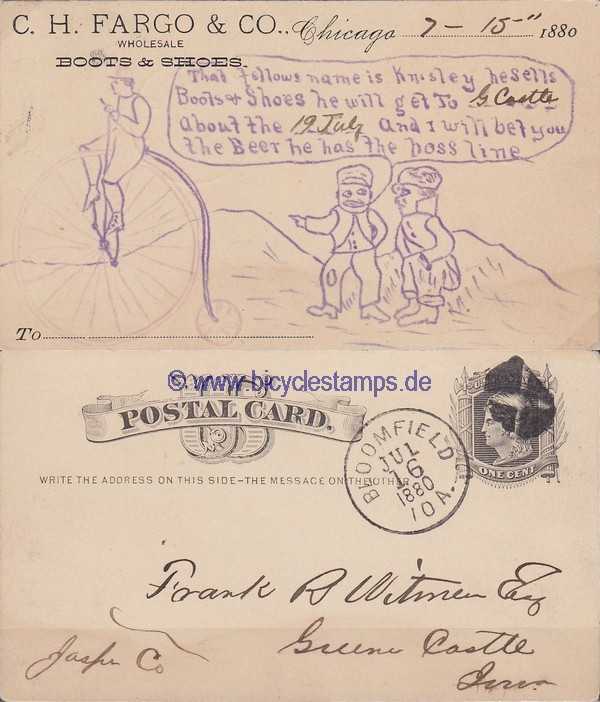 C. H. FARGO & CO., Chicago 7-15-" 1880
WHOLESALE
BOOTS & SHOES.
That follows name is Knisley he sells
Boots & Shoes he will get To G. Castle
About the 19 July And I will bet you
the Beer he has the boss line
To
© www.bicyclestamps.de
POSTAL CARD.
WRITE THE ADDRESS ON THIS SIDE–THE MESSAGE ON THE OTHER
BLOOMFIELD
JUL
16
1880
IOA.
ONE CENT
Frank B Witmer Esq
Greene Castle
Jasper Co
Iowa